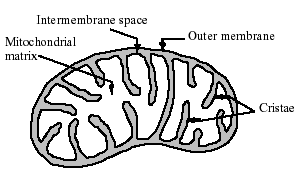 Intermembrane space
Outer membrane
Mitochondrial
matrix
Cristae